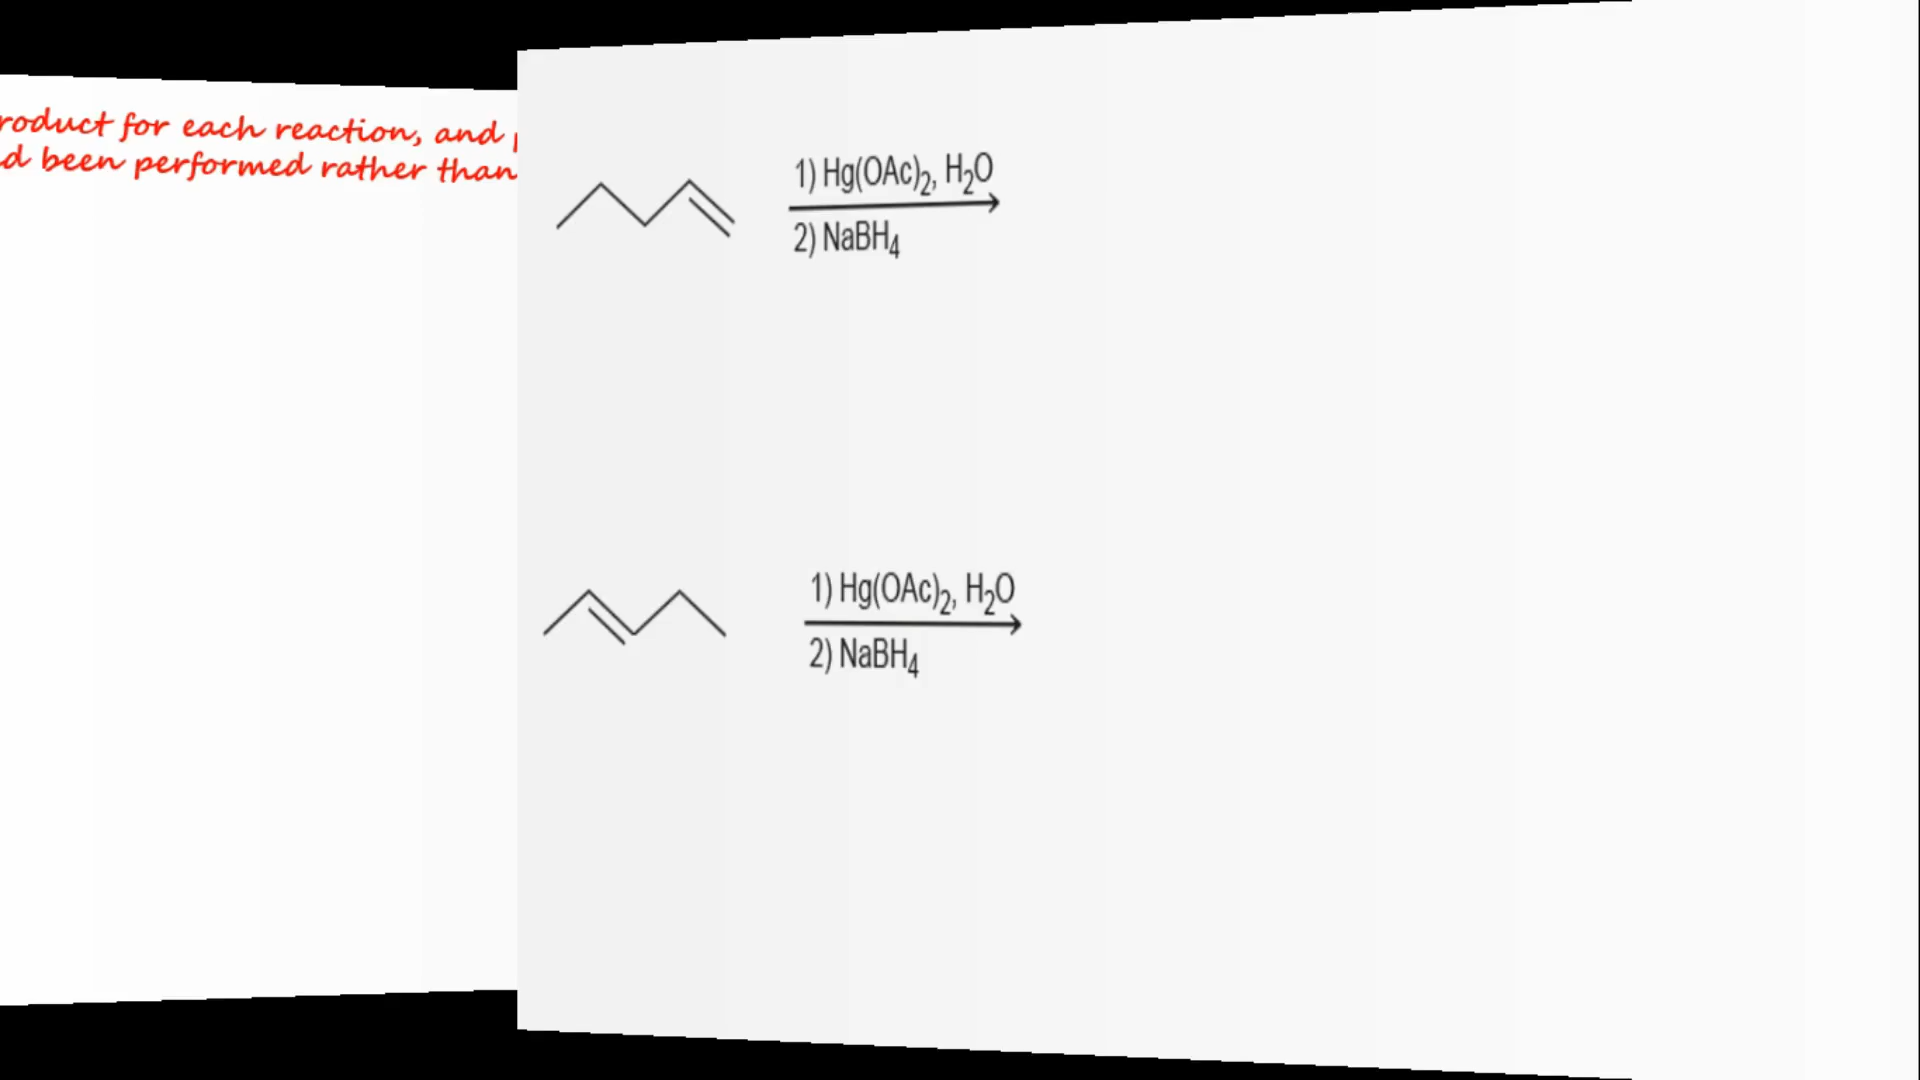 roduct for each reaction, and
d been performed rather than
1) Hg(OAc)2, H2O
2) NaBH4
1) Hg(OAc)2, H2O
2) NaBH4